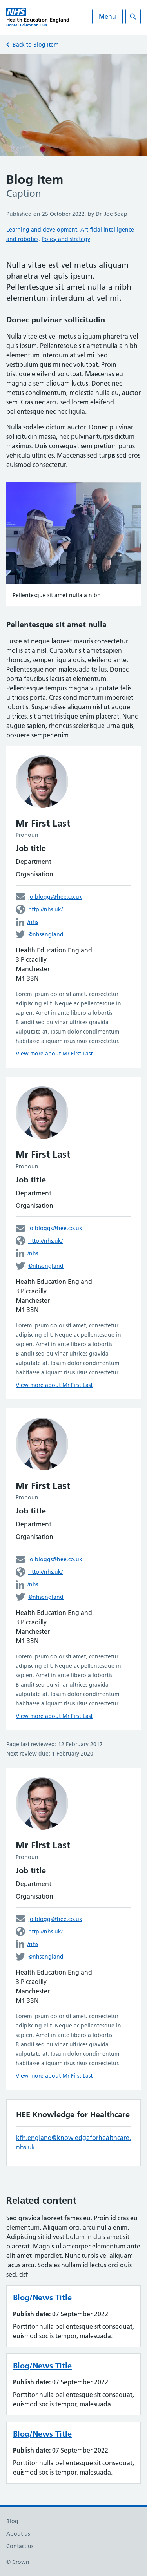 NHS
Health Education England
Dental Education Hub
Menu
Back to Blog Item
Blog Item
Caption
Published on 25 October 2022, by Dr. Joe Soap
Learning and development, Artificial intelligence
and robotics, Policy and strategy
Nulla vitae est vel metus aliquam
pharetra vel quis ipsum.
Pellentesque sit amet nulla a nibh
elementum interdum at vel mi.
Donec pulvinar sollicitudin
Nulla vitae est vel metus aliquam pharetra vel
quis ipsum. Pellentesque sit amet nulla a nibh
elementum interdum at vel mi. Sed
vestibulum quis mi nec volutpat. Proin
tristique eleifend volutpat. Maecenas eu
magna a sem luctus lacinia. Donec nec
metus condimentum, molestie nulla eu, auctor
sem. Cras nec arcu sed lorem eleifend
pellentesque nec nec ligula.
Nulla sodales dictum auctor. Donec pulvinar
sollicitudin massa, nec pulvinar turpis dictum
maximus. Duis consequat sem pretium viverra
vehicula ultricies. Maecenas sed turpis sed eros
euismod consectetur.
Pellentesque sit amet nulla a nibh
Pellentesque sit amet nulla
Fusce at neque laoreet mauris consectetur
mollis at a nisl. Curabitur sit amet sapien
rhoncus, semper ligula quis, eleifend ante.
Pellentesque non malesuada tellus. Donec
porta erat eu luctus elementum.
Pellentesque tempus magna vulputate felis
ultricies porta. Cras condimentum imperdiet
lobortis. Suspendisse aliquam nisl ut augue
ultrices, sit amet tristique sapien placerat. Nunc
augue sapien, rhoncus scelerisque urna quis,
posuere semper enim.
Mr First Last
Pronoun
Job title
Department
Organisation
jo.bloggs@hee.co.uk
http://nhs.uk/
/nhs
@nhsengland
Health Education England
3 Piccadilly
Manchester
M1 3BN
Lorem ipsum dolor sit amet, consectetur
adipiscing edit. Neque ac pellentesque in
sapien. Amet in ante libero a lobortis.
Blandit sed pulvinar ultrices gravida
vulputate at. Ipsum dolor condimentum
habitasse aliquam risus risus consectetur.
View more about Mr First Last
Mr First Last
Pronoun
Job title
Department
Organisation
jo.bloggs@hee.co.uk
http://nhs.uk/
/nhs
@nhsengland
Health Education England
3 Piccadilly
Manchester
M1 3BN
Lorem ipsum dolor sit amet, consectetur
adipiscing edit. Neque ac pellentesque in
sapien. Amet in ante libero a lobortis.
Blandit sed pulvinar ultrices gravida
vulputate at. Ipsum dolor condimentum
habitasse aliquam risus risus consectetur.
View more about Mr First Last
Mr First Last
Pronoun
Job title
Department
Organisation
jo.bloggs@hee.co.uk
http://nhs.uk/
/nhs
@nhsengland
Health Education England
3 Piccadilly
Manchester
M1 3BN
Lorem ipsum dolor sit amet, consectetur
adipiscing edit. Neque ac pellentesque in
sapien. Amet in ante libero a lobortis.
Blandit sed pulvinar ultrices gravida
vulputate at. Ipsum dolor condimentum
habitasse aliquam risus risus consectetur.
View more about Mr First Last
Page last reviewed: 12 February 2017
Next review due: 1 February 2020
Mr First Last
Pronoun
Job title
Department
Organisation
jo.bloggs@hee.co.uk
http://nhs.uk/
/nhs
@nhsengland
Health Education England
3 Piccadilly
Manchester
M1 3BN
Lorem ipsum dolor sit amet, consectetur
adipiscing edit. Neque ac pellentesque in
sapien. Amet in ante libero a lobortis.
Blandit sed pulvinar ultrices gravida
vulputate at. Ipsum dolor condimentum
habitasse aliquam risus risus consectetur.
View more about Mr First Last
HEE Knowledge for Healthcare
kfh.england@knowledgeforhealthcare.
nhs.uk
Related content
Sed gravida laoreet fames sit eu. Proin id cras eu
elementum. Aliquam orci, arcu nulla enim.
Adipiscing id sit id vestibulum in duis sit at
magnis. Mauris et amet quis condimentum ante
et. Magnis ullamcorper enim elementum mattis
elit amet imperdiet. Nunc turpis vel aliquam
lacus arcu. Sodales nullam id lectus orci quis
est. dsf
Blog/News Title
Publish date: 07 September 2022
Porttitor nulla pellentesque sit consequat,
euismod sociis tempor, malesuada.
Blog/News Title
Publish date: 07 September 2022
Porttitor nulla pellentesque sit consequat,
euismod sociis tempor, malesuada.
Blog/News Title
Publish date: 07 September 2022
Porttitor nulla pellentesque sit consequat,
euismod sociis tempor, malesuada.
Blog
About us
Contact us
© Crown